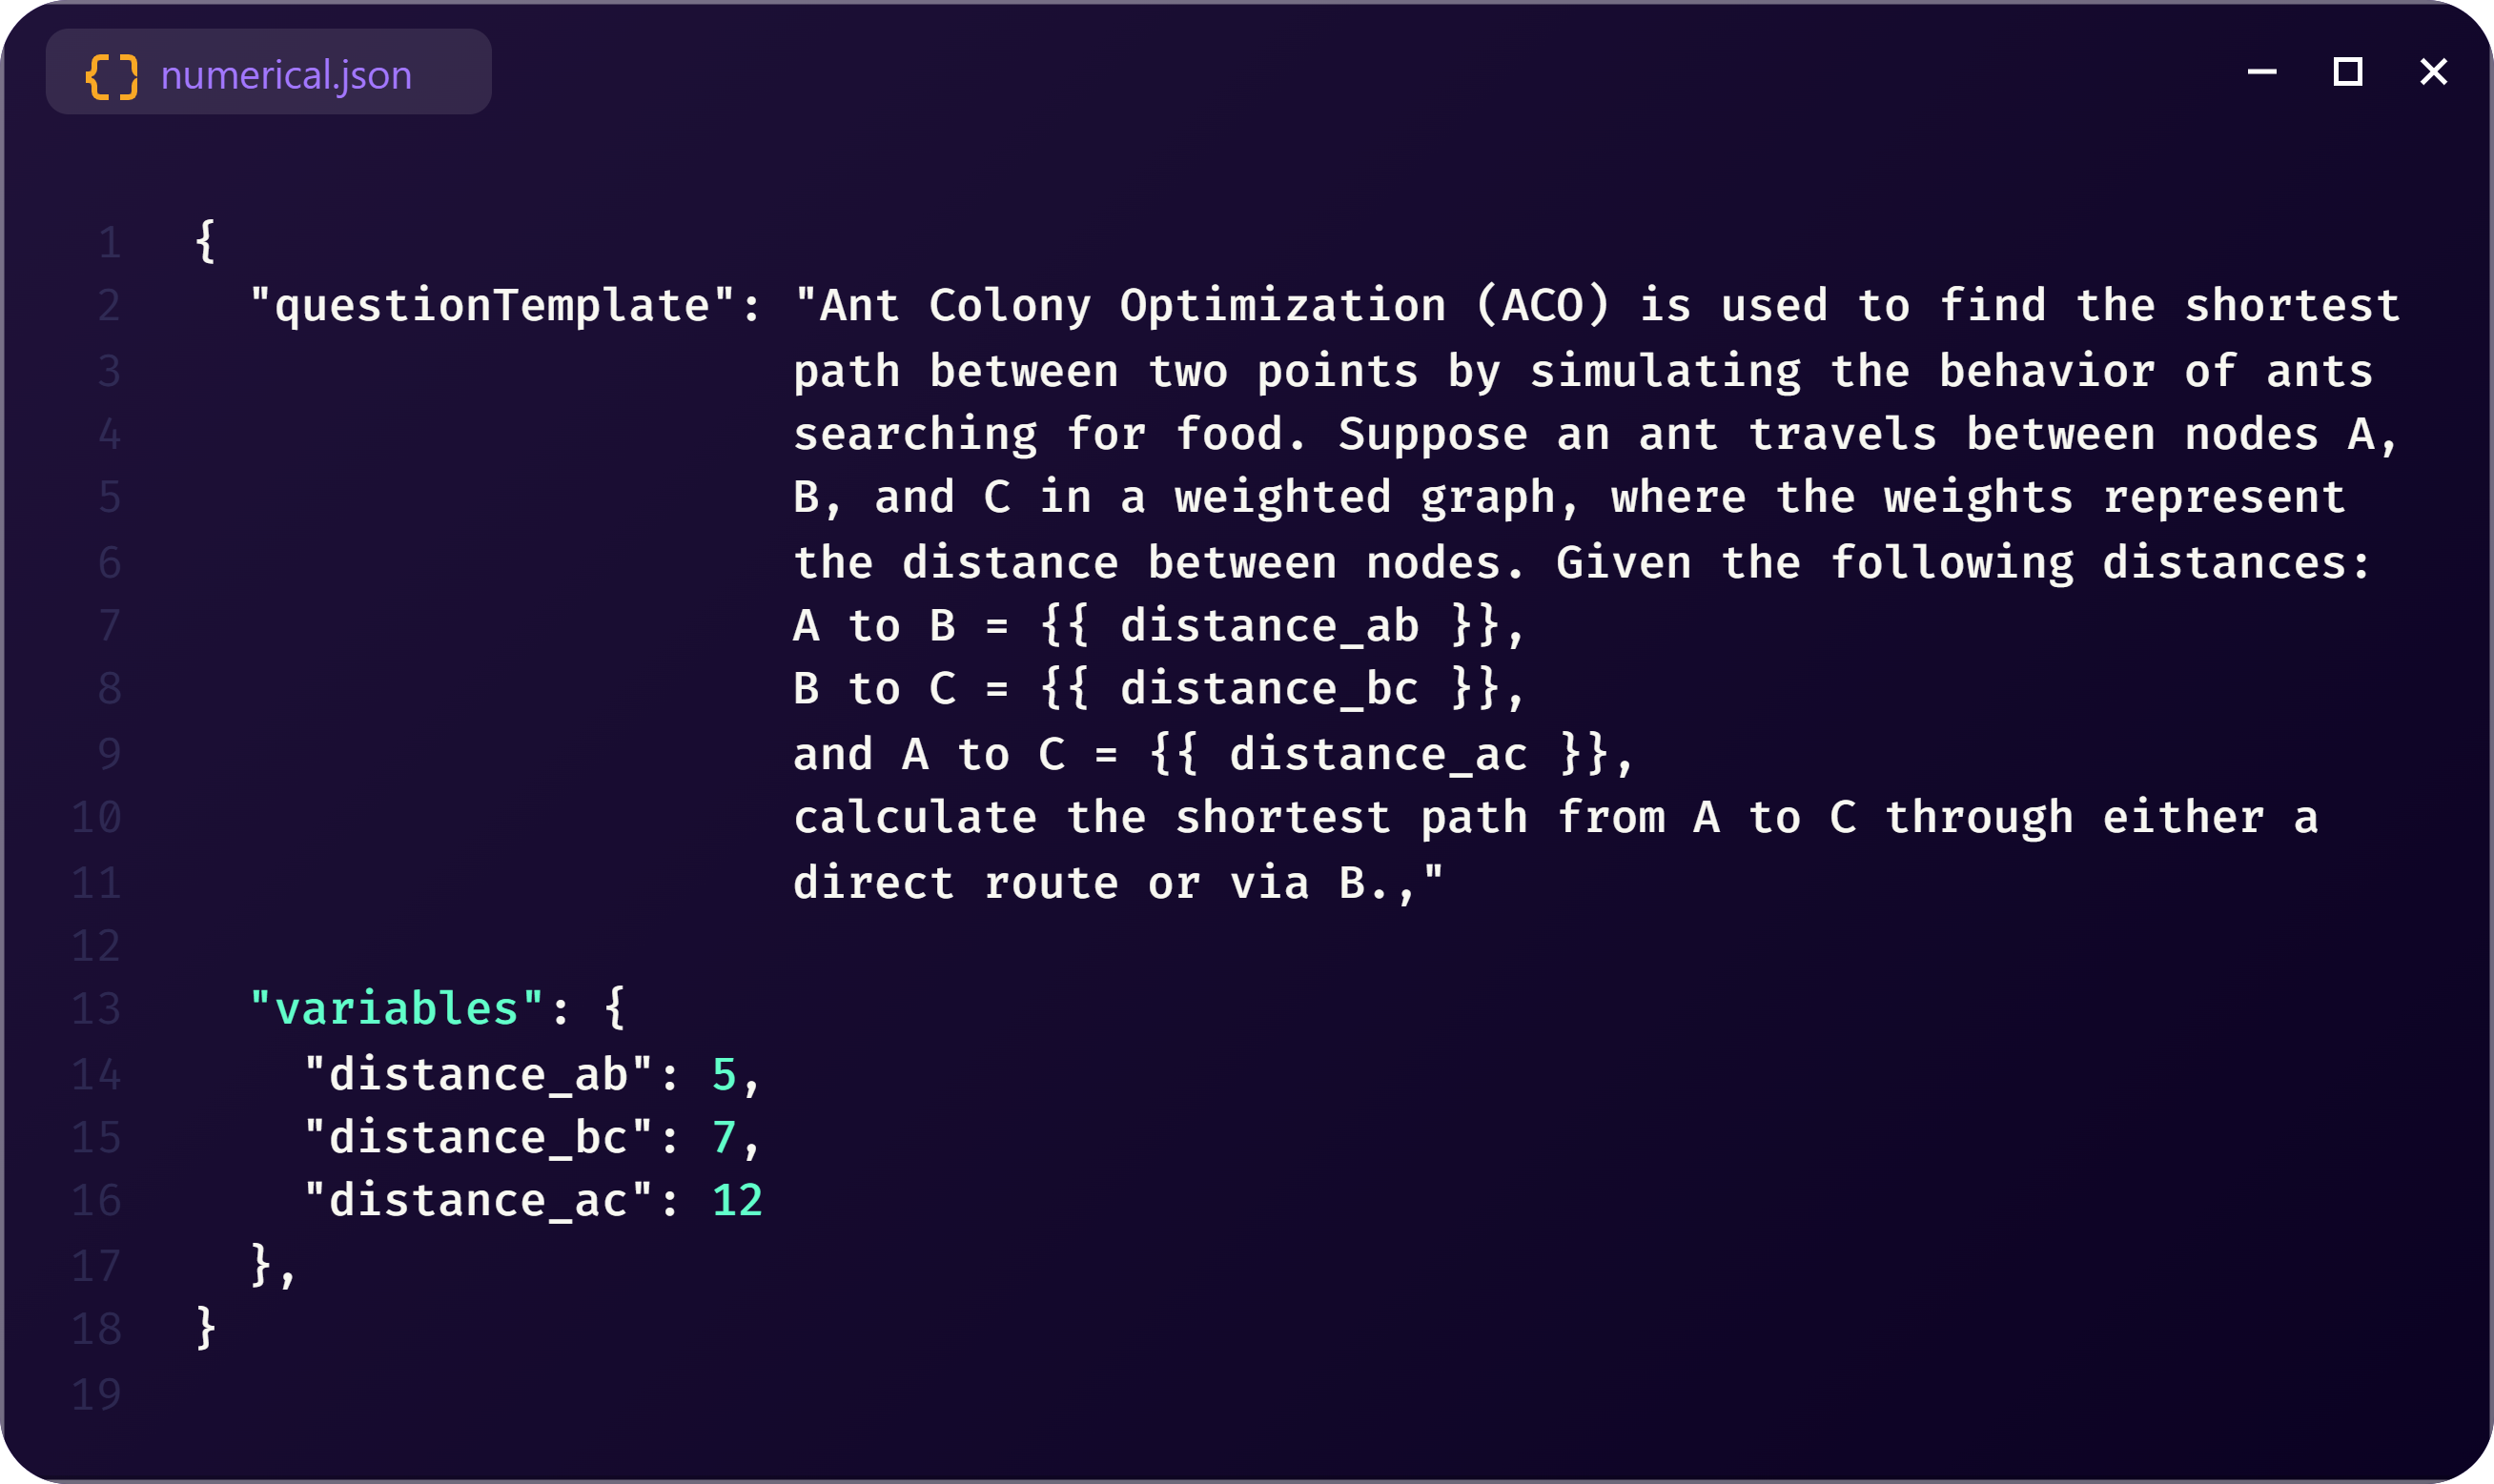 { } numerical.json
1 {
2 "questionTemplate": "Ant Colony Optimization (ACO) is used to find the shortest
3 path between two points by simulating the behavior of ants
4 searching for food. Suppose an ant travels between nodes A,
5 B, and C in a weighted graph, where the weights represent
6 the distance between nodes. Given the following distances:
7 A to B = {{ distance_ab }},
8 B to C = {{ distance_bc }},
9 and A to C = {{ distance_ac }},
10 calculate the shortest path from A to C through either a
11 direct route or via B.,"
12
13 "variables": {
14 "distance_ab": 5,
15 "distance_bc": 7,
16 "distance_ac": 12
17 },
18 }
19